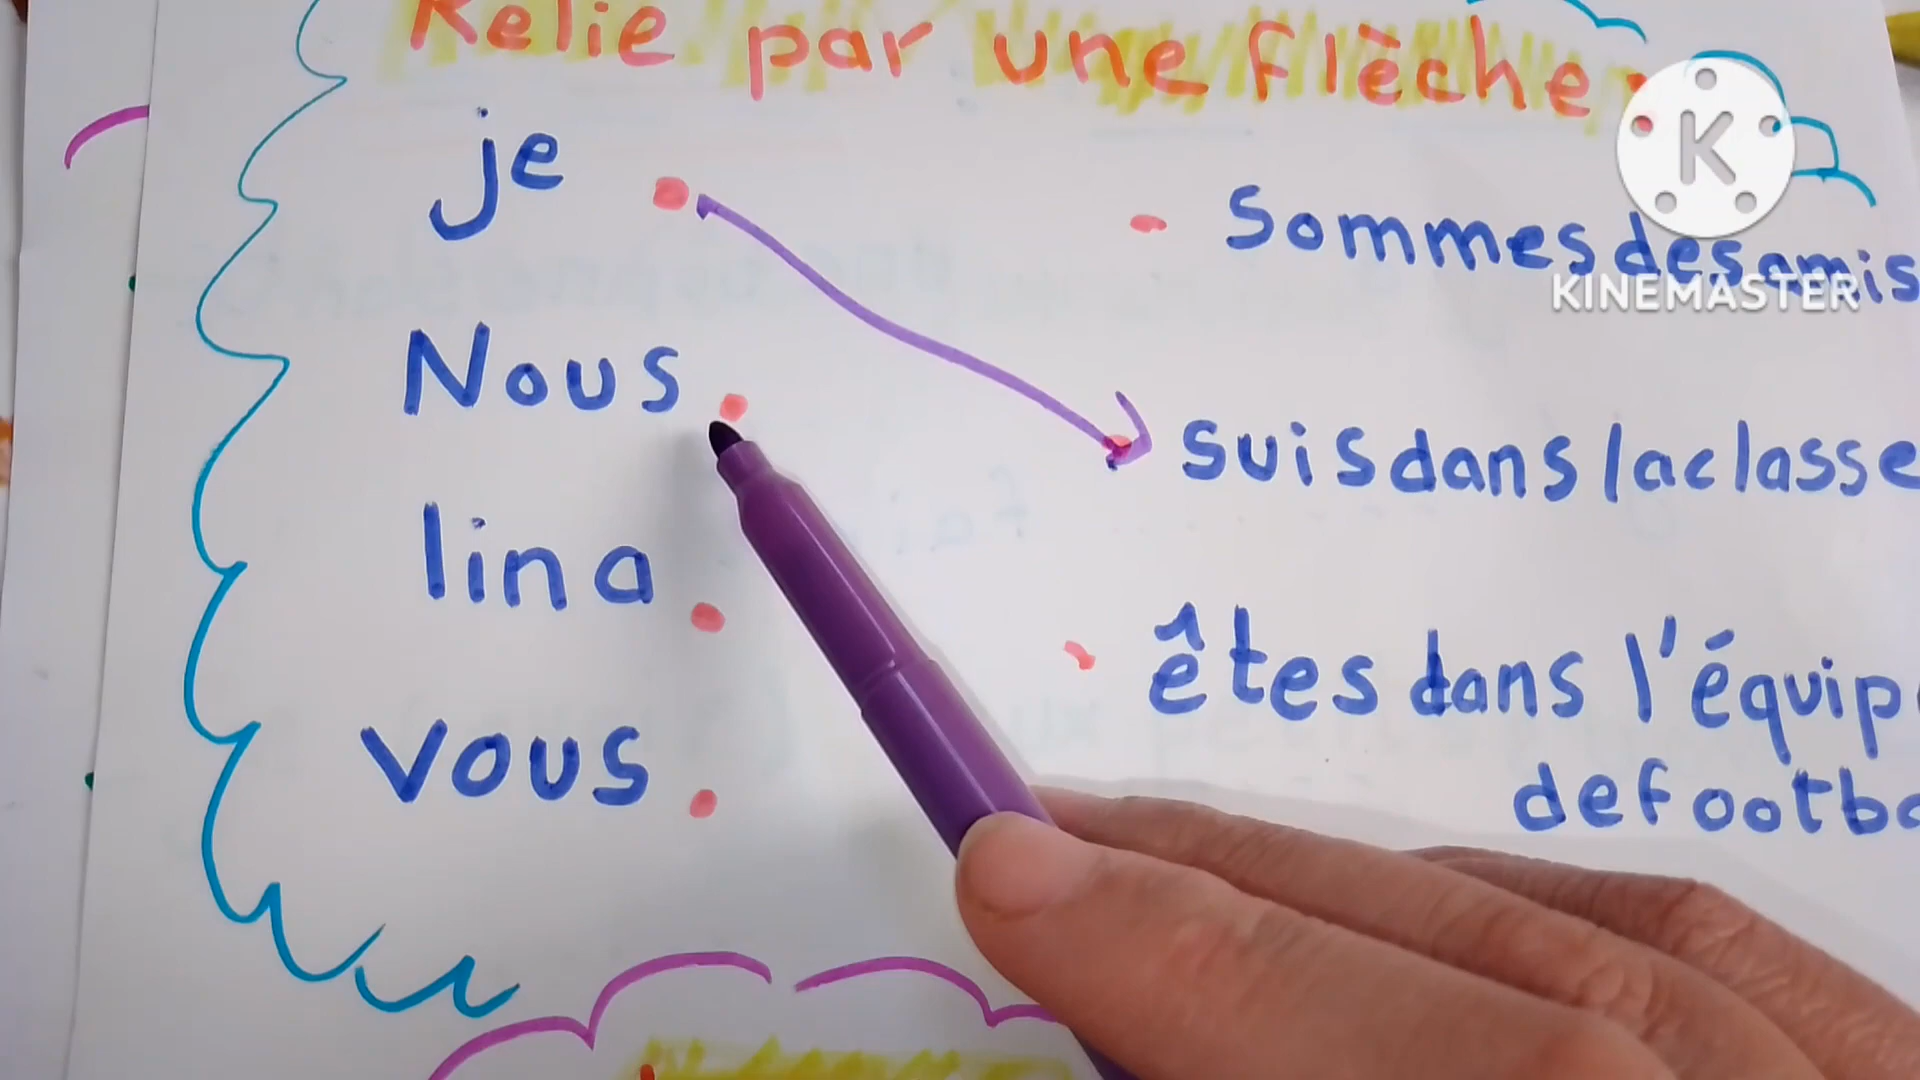 Relie par une flèche.
je
sommes des amis
KINEMASTER
Nous
suis dans la classe
lina
êtes dans l'équip
de footb
vous